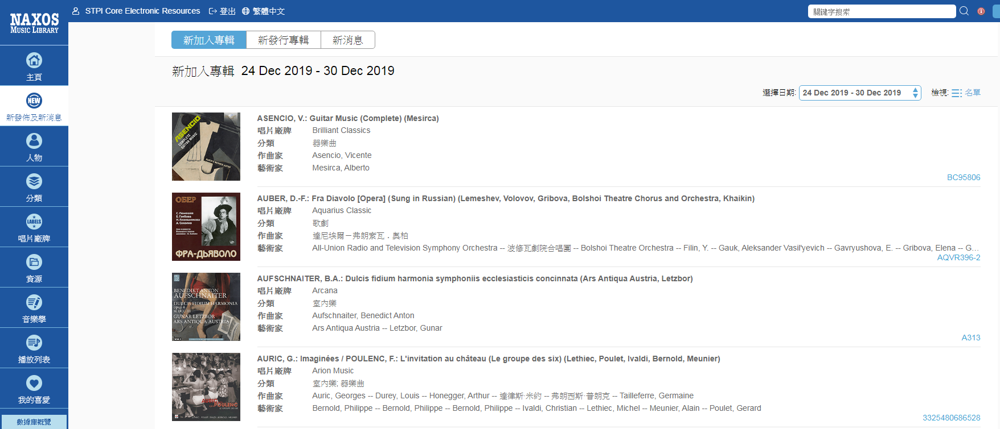 NAXOS
MUSIC LIBRARY
STPI Core Electronic Resources 登出 繁體中文
關鍵字搜索
主頁
NEW
新發佈及新消息
人物
分類
LABELS
唱片廠牌
資源
音樂學
播放列表
我的喜愛
數據庫概覽
新加入專輯 新發行專輯 新消息
新加入專輯 24 Dec 2019 - 30 Dec 2019
選擇日期: 24 Dec 2019 - 30 Dec 2019 檢視: 名單
ASENCIO
COMPLETE
GUITAR MUSIC
ALBERTO MESIRCA GUITAR
ASENCIO, V.: Guitar Music (Complete) (Mesirca)
唱片廠牌 Brilliant Classics
分類 器樂曲
作曲家 Asencio, Vicente
藝術家 Mesirca, Alberto
BC95806
ОБЕР
С. Лемешев
ФРА-ДЬЯВОЛО
AUBER, D.-F.: Fra Diavolo [Opera] (Sung in Russian) (Lemeshev, Volovov, Gribova, Bolshoi Theatre Chorus and Orchestra, Khaikin)
唱片廠牌 Aquarius Classic
分類 歌劇
作曲家 達尼埃爾－弗朗索瓦．奧柏
藝術家 All-Union Radio and Television Symphony Orchestra -- 波修瓦劇院合唱團 -- Bolshoi Theatre Orchestra -- Filin, Y. -- Gauk, Aleksander Vasil'yevich -- Gavryushova, E. -- Gribova, Elena -- G...
AQVR396-2
BENEDIKT ANTON
AUFSCHNAITER
DULCIS FIDIUM HARMONIA
opus 4
GUNAR LETZBOR
ARS ANTIQUA AUSTRIA
AUFSCHNAITER, B.A.: Dulcis fidium harmonia symphoniis ecclesiasticis concinnata (Ars Antiqua Austria, Letzbor)
唱片廠牌 Arcana
分類 室內樂
作曲家 Aufschnaiter, Benedict Anton
藝術家 Ars Antiqua Austria -- Letzbor, Gunar
A313
AURIC
...POULENC
LE GROUPE DES SIX
AURIC, G.: Imaginées / POULENC, F.: L'invitation au château (Le groupe des six) (Lethiec, Poulet, Ivaldi, Bernold, Meunier)
唱片廠牌 Arion Music
分類 室內樂; 器樂曲
作曲家 Auric, Georges -- Durey, Louis -- Honegger, Arthur -- 達律斯·米約 -- 弗朗西斯·普朗克 -- Tailleferre, Germaine
藝術家 Bernold, Philippe -- Bernold, Philippe -- Bernold, Philippe -- Ivaldi, Christian -- Lethiec, Michel -- Meunier, Alain -- Poulet, Gerard
3325480686528